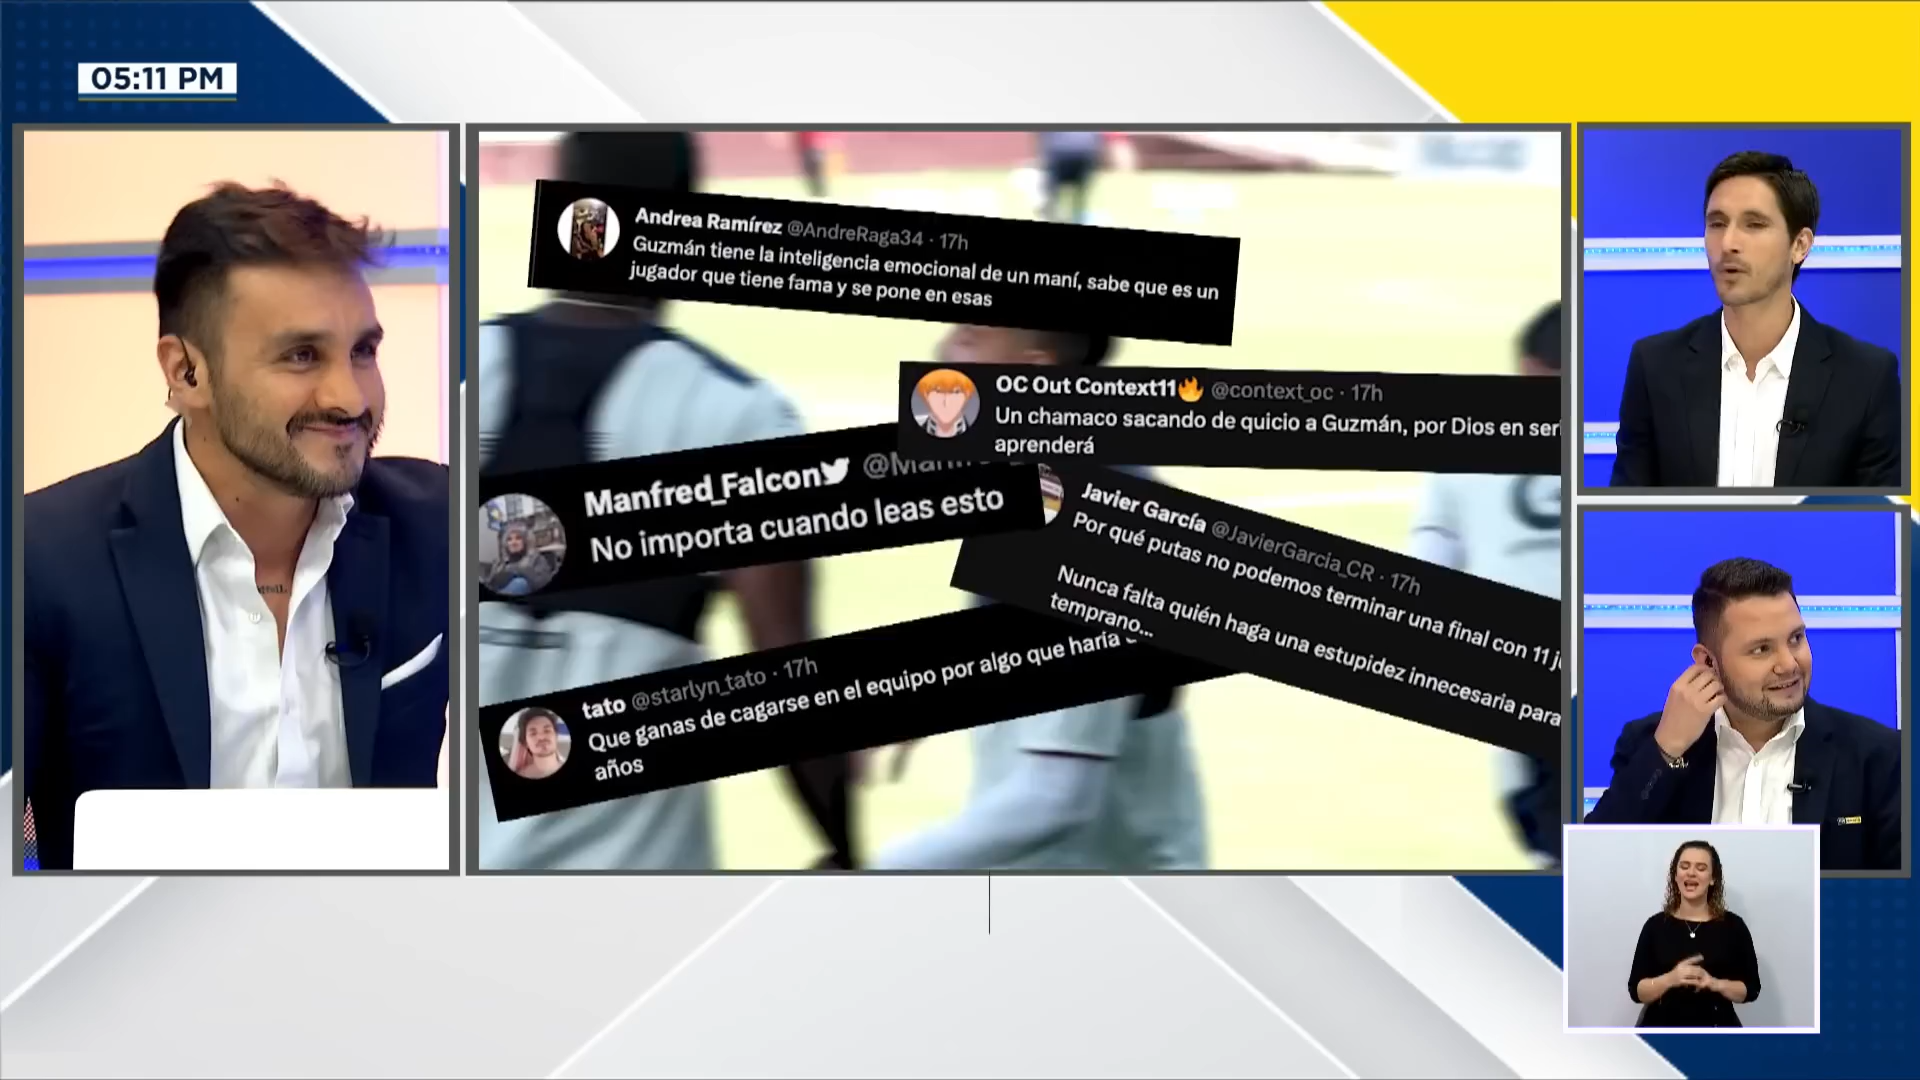 05:11 PM
Andrea Ramírez @AndreRaga34 · 17h
Guzmán tiene la inteligencia emocional de un maní, sabe que es un
jugador que tiene fama y se pone en esas
OC Out Context11🔥 @context_oc · 17h
Un chamaco sacando de quicio a Guzmán, por Dios en seri
aprenderá
Manfred_Falcon
No importa cuando leas esto
Javier García @JavierGarcia_CR · 17h
Por qué putas no podemos terminar una final con 11 j
Nunca falta quién haga una estupidez innecesaria para
temprano...
tato @starlyn_tato · 17h
Que ganas de cagarse en el equipo por algo que haría
años